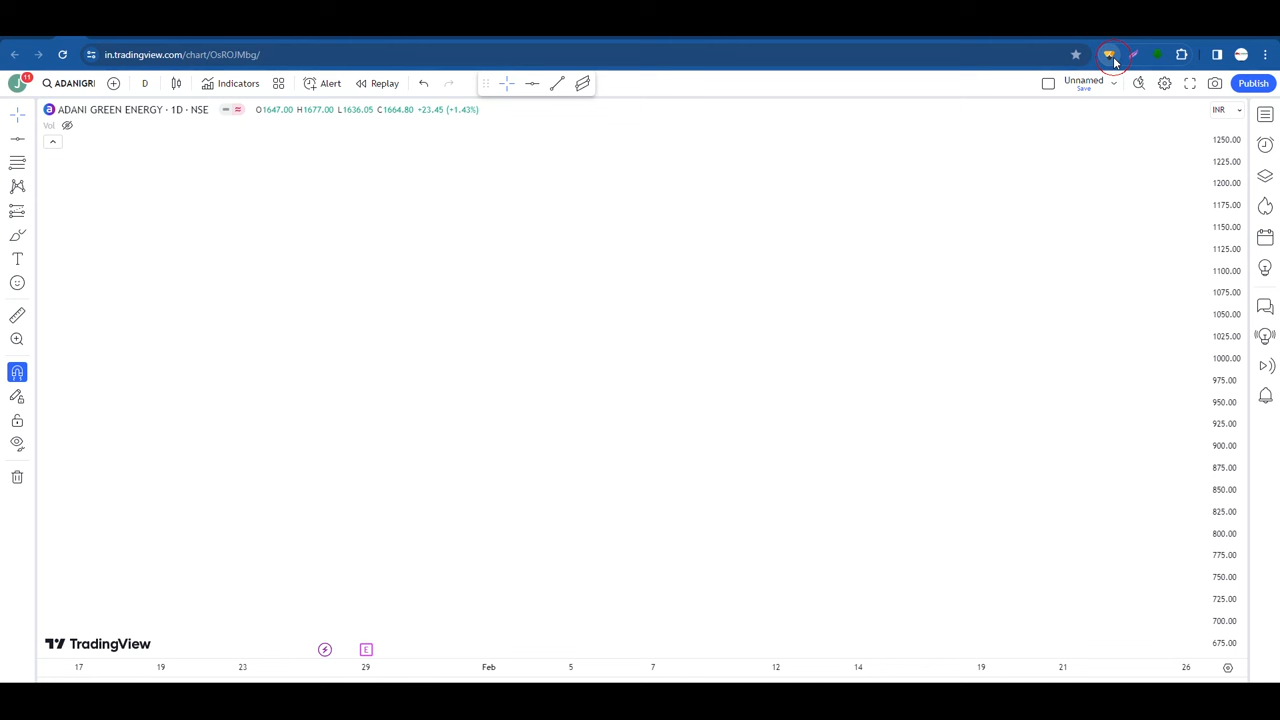 in.tradingview.com/chart/OsROJMbg/
J
11
ADANIGRI
D
Indicators
Alert
Replay
Unnamed
Save
Publish
a ADANI GREEN ENERGY · 1D · NSE
O1647.00 H1677.00 L1636.05 C1664.80 +23.45 (+1.43%)
INR
Vol
1250.00
1225.00
1200.00
1175.00
1150.00
1125.00
1100.00
1075.00
1050.00
1025.00
1000.00
975.00
950.00
925.00
900.00
875.00
850.00
825.00
800.00
775.00
750.00
725.00
700.00
675.00
TradingView
E
17 19 23 29 Feb 5 7 12 14 19 21 26